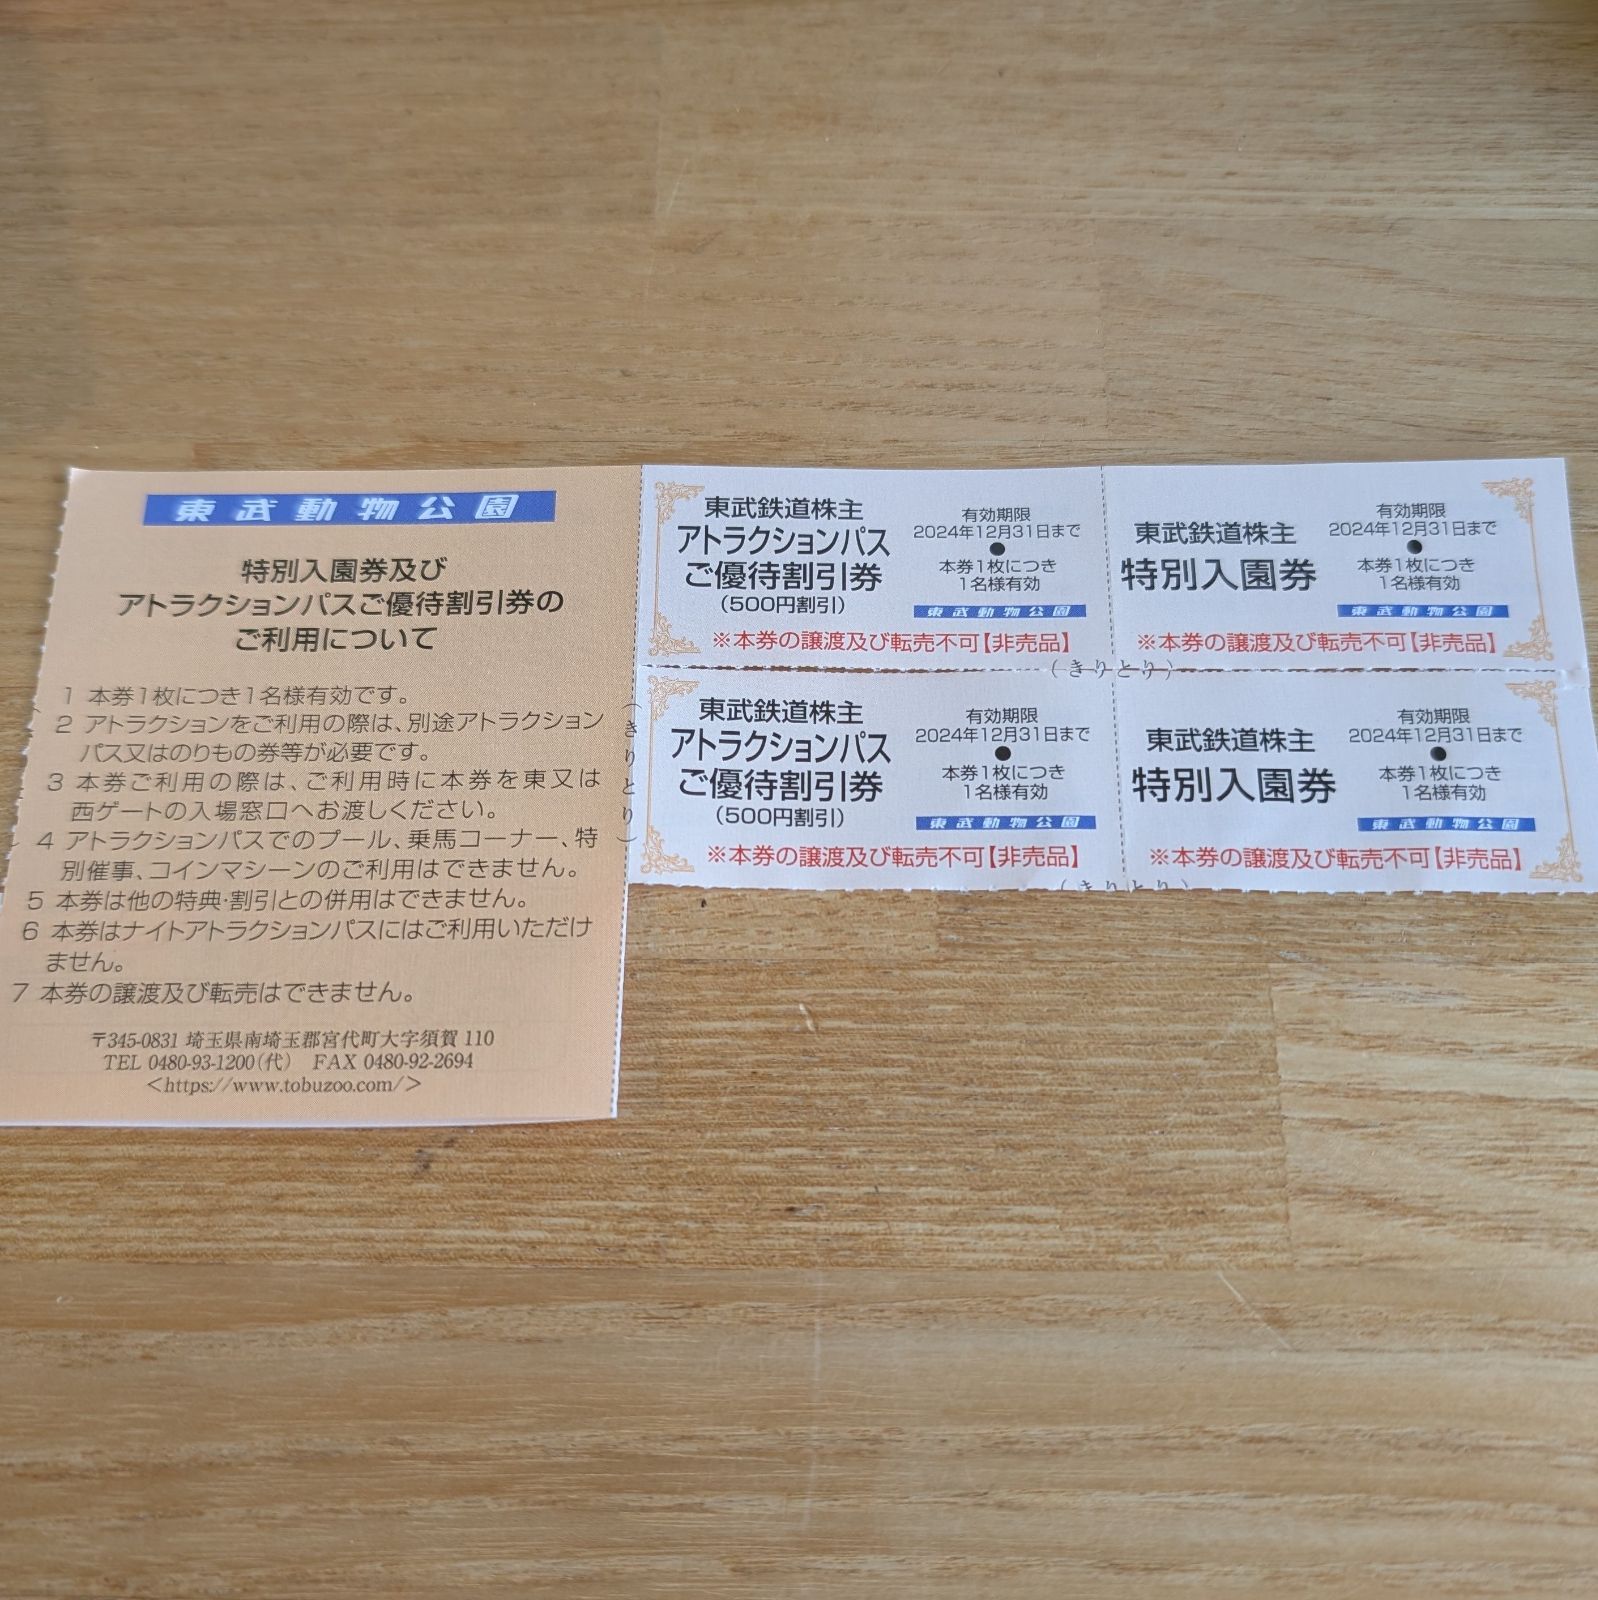 東武動物公園
特別入園券及び
アトラクションパスご優待割引券の
ご利用について
1 本券1枚につき1名様有効です。
2 アトラクションをご利用の際は、別途アトラクション
パス又はのりもの券等が必要です。
3 本券ご利用の際は、ご利用時に本券を東又は
西ゲートの入場窓口へお渡しください。
4 アトラクションパスでのプール、乗馬コーナー、特
別催事、コインマシーンのご利用はできません。
5 本券は他の特典・割引との併用はできません。
6 本券はナイトアトラクションパスにはご利用いただけ
ません。
7 本券の譲渡及び転売はできません。
〒345-0831 埼玉県南埼玉郡宮代町大字須賀 110
TEL 0480-93-1200(代) FAX 0480-92-2694
<https://www.tobuzoo.com/>
(きりとり)
東武鉄道株主
アトラクションパス
ご優待割引券
(500円割引)
有効期限
2024年12月31日まで
●
本券1枚につき
1名様有効
東武動物公園
※本券の譲渡及び転売不可【非売品】
東武鉄道株主
特別入園券
有効期限
2024年12月31日まで
●
本券1枚につき
1名様有効
東武動物公園
※本券の譲渡及び転売不可【非売品】
(きりとり)
東武鉄道株主
アトラクションパス
ご優待割引券
(500円割引)
有効期限
2024年12月31日まで
●
本券1枚につき
1名様有効
東武動物公園
※本券の譲渡及び転売不可【非売品】
東武鉄道株主
特別入園券
有効期限
2024年12月31日まで
●
本券1枚につき
1名様有効
東武動物公園
※本券の譲渡及び転売不可【非売品】
(きりとり)